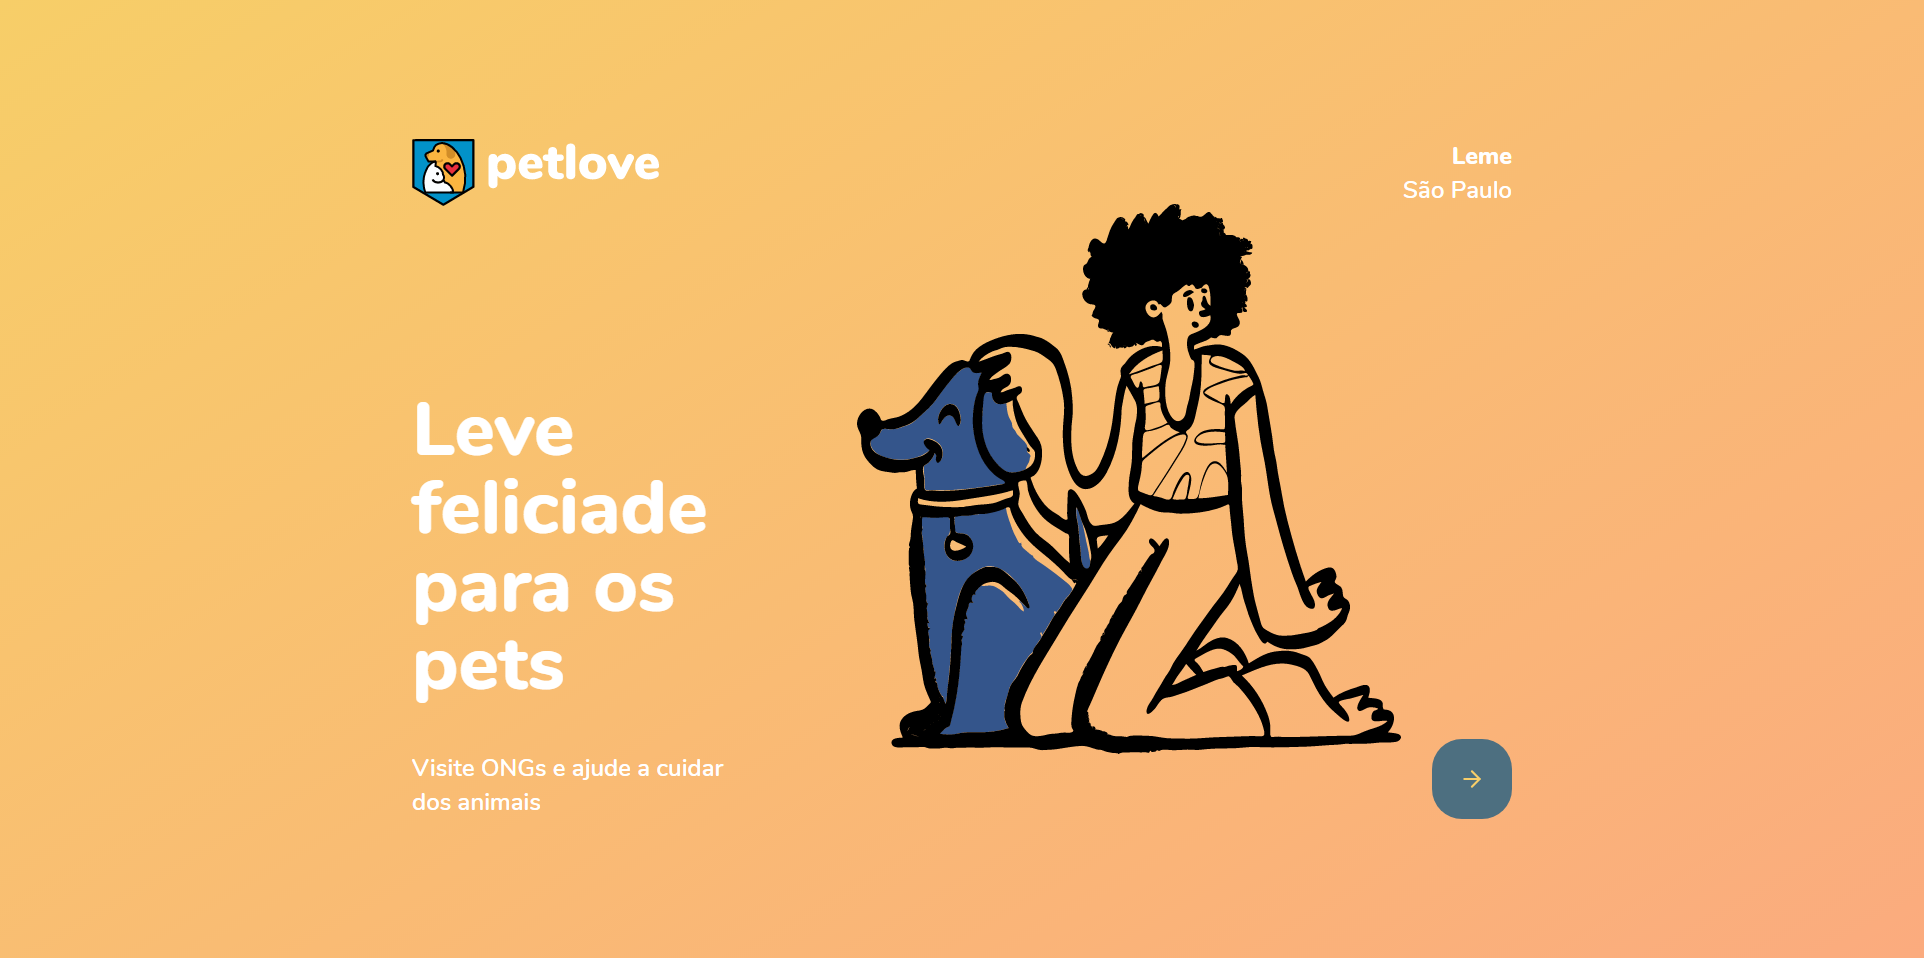 petlove
Leme
São Paulo
Leve
feliciade
para os
pets
Visite ONGs e ajude a cuidar
dos animais